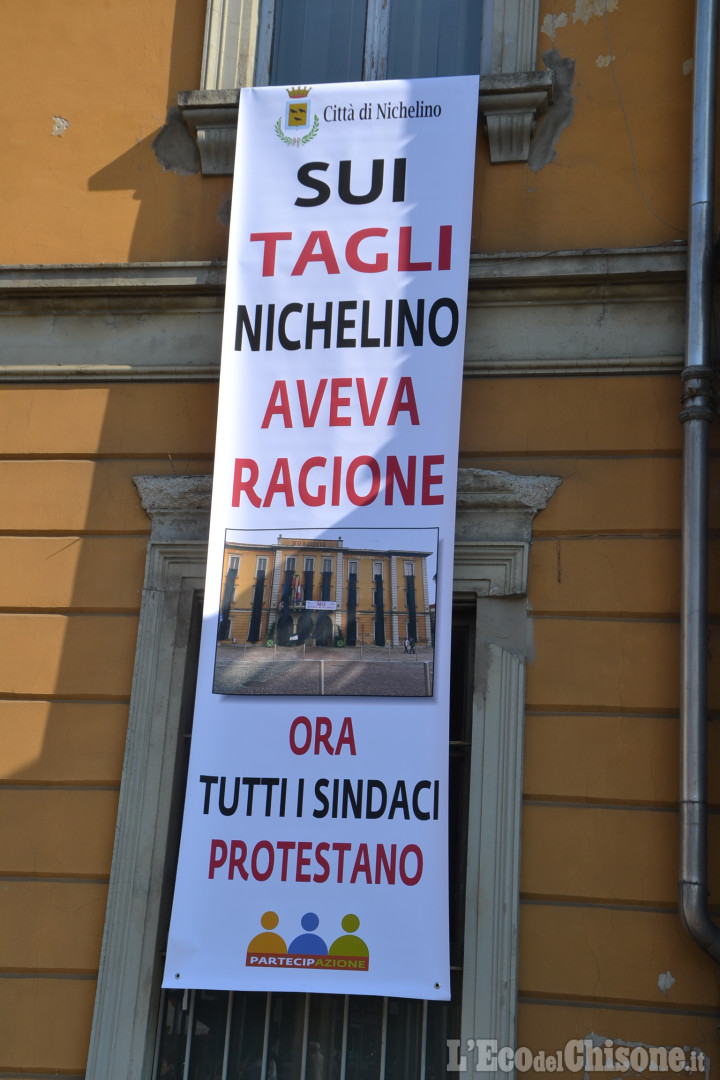 Città di Nichelino
SUI
TAGLI
NICHELINO
AVEVA
RAGIONE
ORA
TUTTI I SINDACI
PROTESTANO
PARTECIPAZIONE
L'EcodelChisone.it